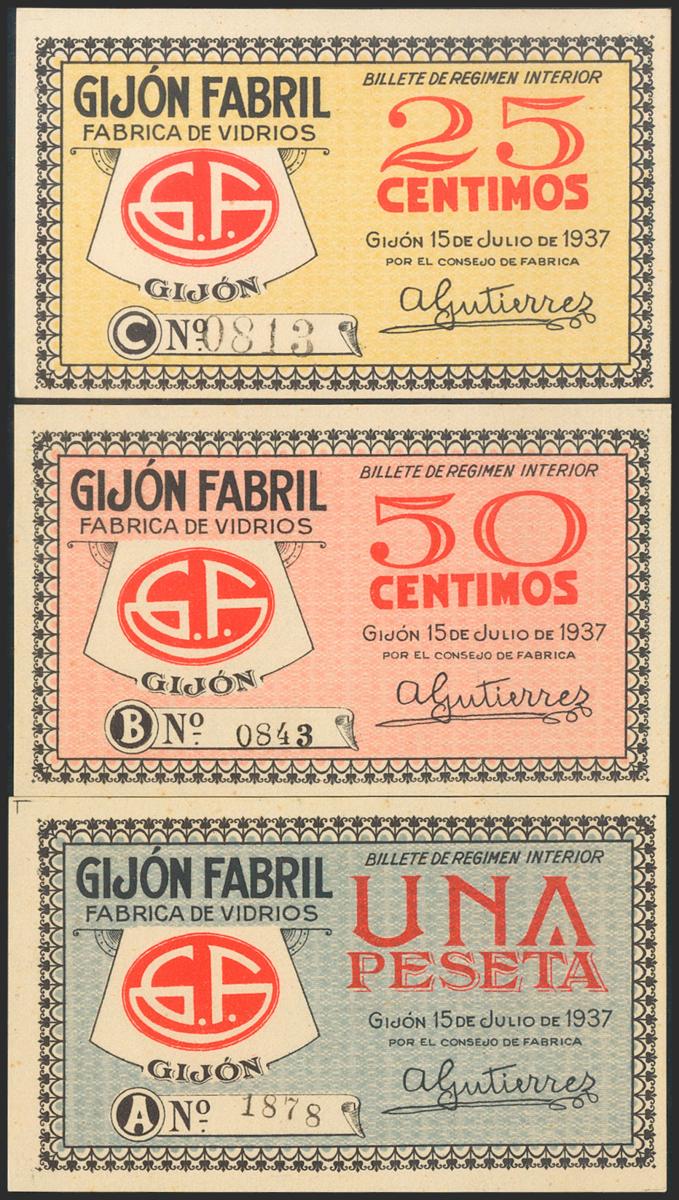 GIJÓN FABRIL
FABRICA DE VIDRIOS
G.F.
GIJÓN
C Nº 0813
BILLETE DE REGIMEN INTERIOR
25
CENTIMOS
GIJÓN 15 DE JULIO DE 1937
POR EL CONSEJO DE FABRICA
AGutierrez
GIJÓN FABRIL
FABRICA DE VIDRIOS
G.F.
GIJÓN
B Nº 0843
BILLETE DE REGIMEN INTERIOR
50
CENTIMOS
GIJÓN 15 DE JULIO DE 1937
POR EL CONSEJO DE FABRICA
AGutierrez
GIJÓN FABRIL
FABRICA DE VIDRIOS
G.F.
GIJÓN
A Nº 1878
BILLETE DE REGIMEN INTERIOR
UNA
PESETA
GIJÓN 15 DE JULIO DE 1937
POR EL CONSEJO DE FABRICA
AGutierrez